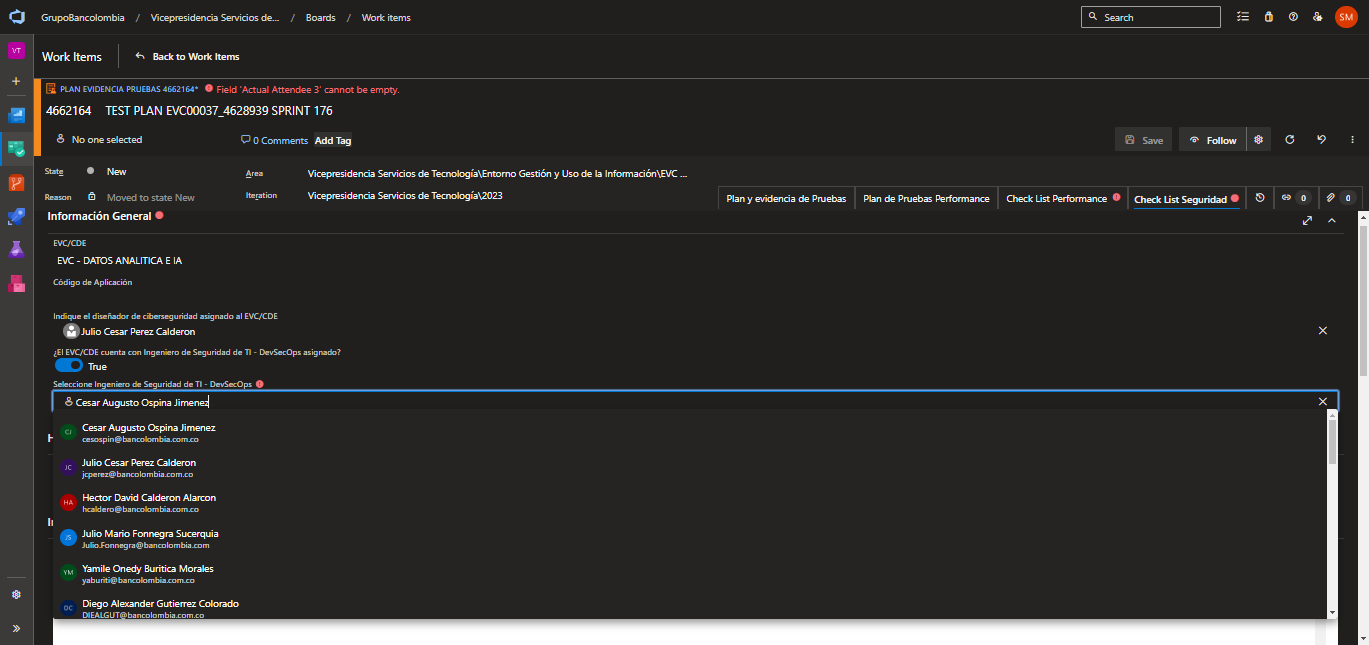 GrupoBancolombia / Vicepresidencia Servicios de... / Boards / Work items
Search
SM
VT
Work Items
Back to Work Items
PLAN EVIDENCIA PRUEBAS 4662164* Field 'Actual Attendee 3' cannot be empty.
4662164 TEST PLAN EVC00037_4628939 SPRINT 176
No one selected
0 Comments
Add Tag
Save
Follow
State New
Area Vicepresidencia Servicios de Tecnología\Entorno Gestión y Uso de la Información\EVC ...
Reason Moved to state New
Iteration Vicepresidencia Servicios de Tecnología\2023
Plan y evidencia de Pruebas
Plan de Pruebas Performance
Check List Performance
Check List Seguridad
0
0
Información General
EVC/CDE
EVC - DATOS ANALITICA E IA
Código de Aplicación
Indique el diseñador de ciberseguridad asignado al EVC/CDE
Julio Cesar Perez Calderon
¿El EVC/CDE cuenta con Ingeniero de Seguridad de TI - DevSecOps asignado?
True
Seleccione Ingeniero de Seguridad de TI - DevSecOps
Cesar Augusto Ospina Jimenez
CJ
Cesar Augusto Ospina Jimenez
cesospin@bancolombia.com.co
JC
Julio Cesar Perez Calderon
jcperez@bancolombia.com.co
HA
Hector David Calderon Alarcon
hcaldero@bancolombia.com.co
JS
Julio Mario Fonnegra Sucerquia
Julio.Fonnegra@bancolombia.com
YM
Yamile Onedy Buritica Morales
yaburiti@bancolombia.com.co
DC
Diego Alexander Gutierrez Colorado
DIEALGUT@bancolombia.com.co